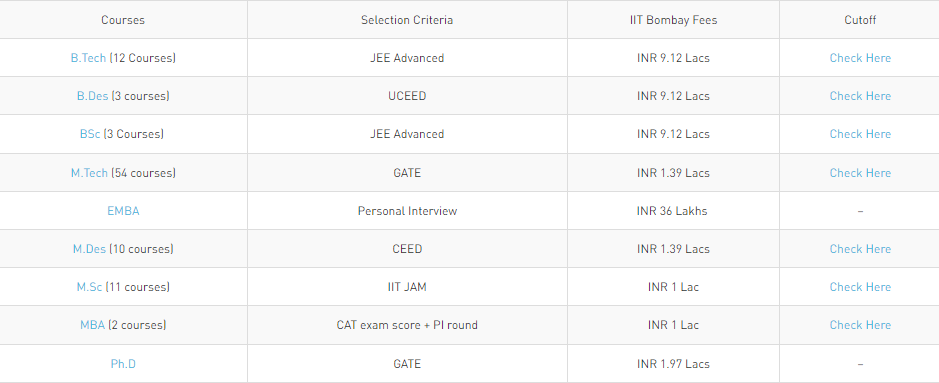 Courses Selection Criteria IIT Bombay Fees Cutoff
B.Tech (12 Courses) JEE Advanced INR 9.12 Lacs Check Here
B.Des (3 courses) UCEED INR 9.12 Lacs Check Here
BSc (3 Courses) JEE Advanced INR 9.12 Lacs Check Here
M.Tech (54 courses) GATE INR 1.39 Lacs Check Here
EMBA Personal Interview INR 36 Lakhs –
M.Des (10 courses) CEED INR 1.39 Lacs Check Here
M.Sc (11 courses) IIT JAM INR 1 Lac Check Here
MBA (2 courses) CAT exam score + PI round INR 1 Lac Check Here
Ph.D GATE INR 1.97 Lacs –